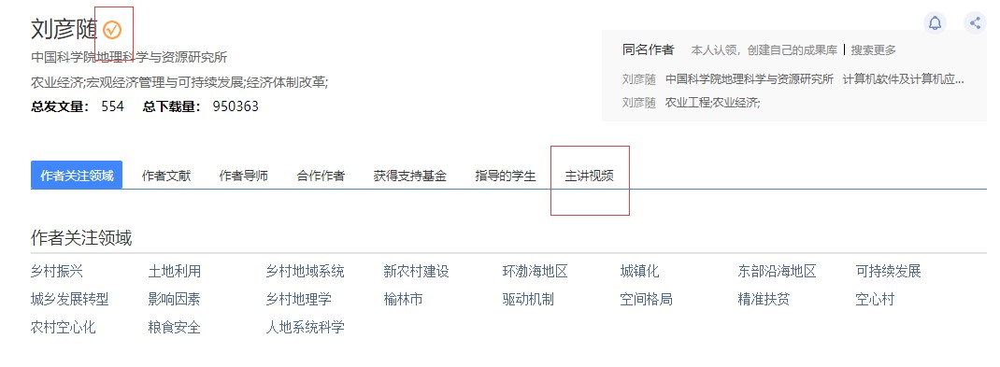 刘彦随
中国科学院地理科学与资源研究所
农业经济;宏观经济管理与可持续发展;经济体制改革;
总发文量： 554 总下载量： 950363
同名作者 本人认领，创建自己的成果库 | 搜索更多
刘彦随 中国科学院地理科学与资源研究所 计算机软件及计算机应...
刘彦随 农业工程;农业经济;
作者关注领域 作者文献 作者导师 合作作者 获得支持基金 指导的学生 主讲视频
作者关注领域
乡村振兴 土地利用 乡村地域系统 新农村建设 环渤海地区 城镇化 东部沿海地区 可持续发展
城乡发展转型 影响因素 乡村地理学 榆林市 驱动机制 空间格局 精准扶贫 空心村
农村空心化 粮食安全 人地系统科学